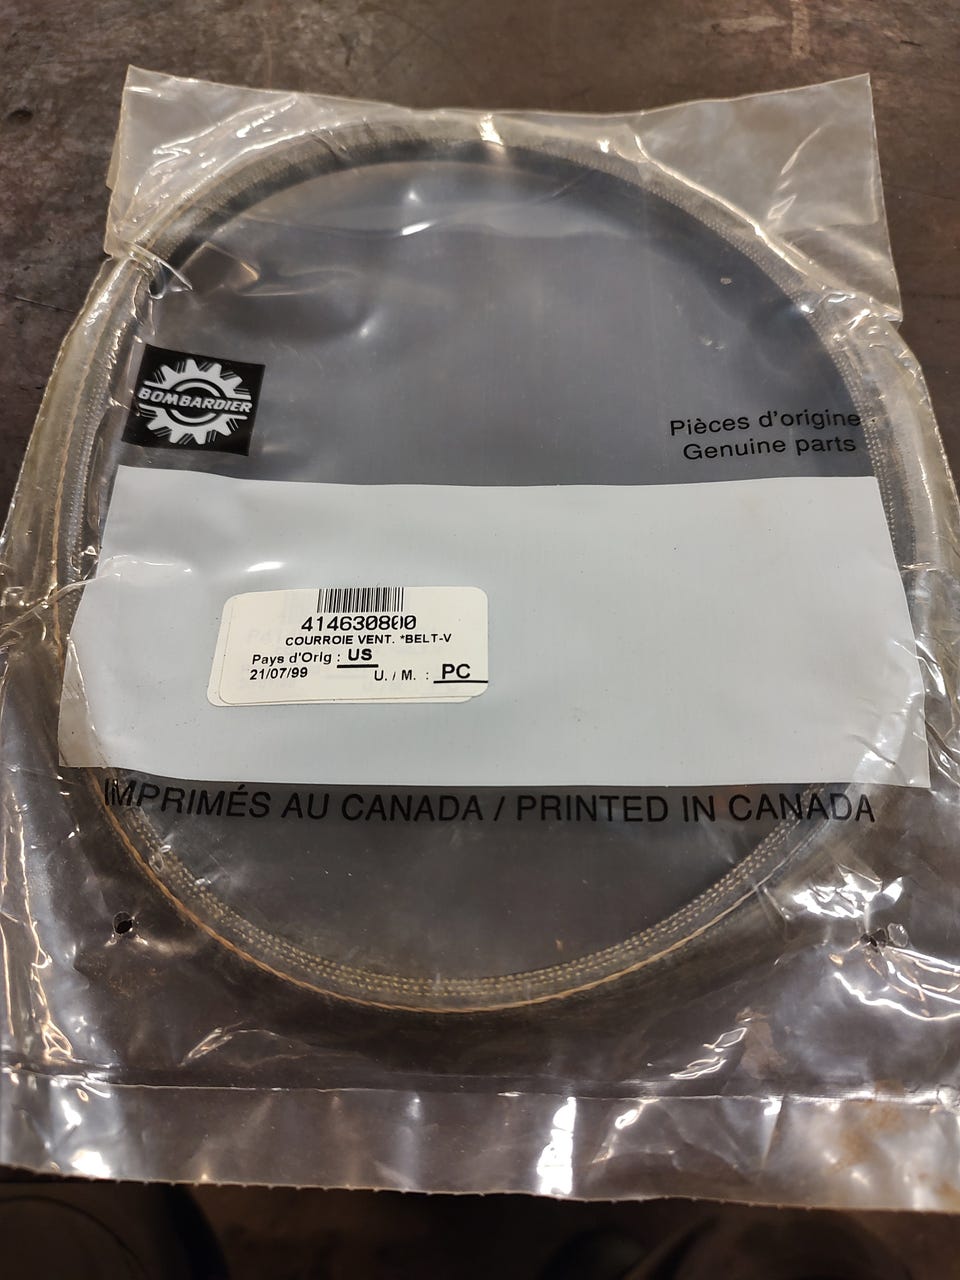 BOMBARDIER
Pièces d'origine
Genuine parts
414630800
COURROIE VENT. *BELT-V
Pays d'Orig : US
21/07/99 U. / M. : PC
IMPRIMÉS AU CANADA / PRINTED IN CANADA